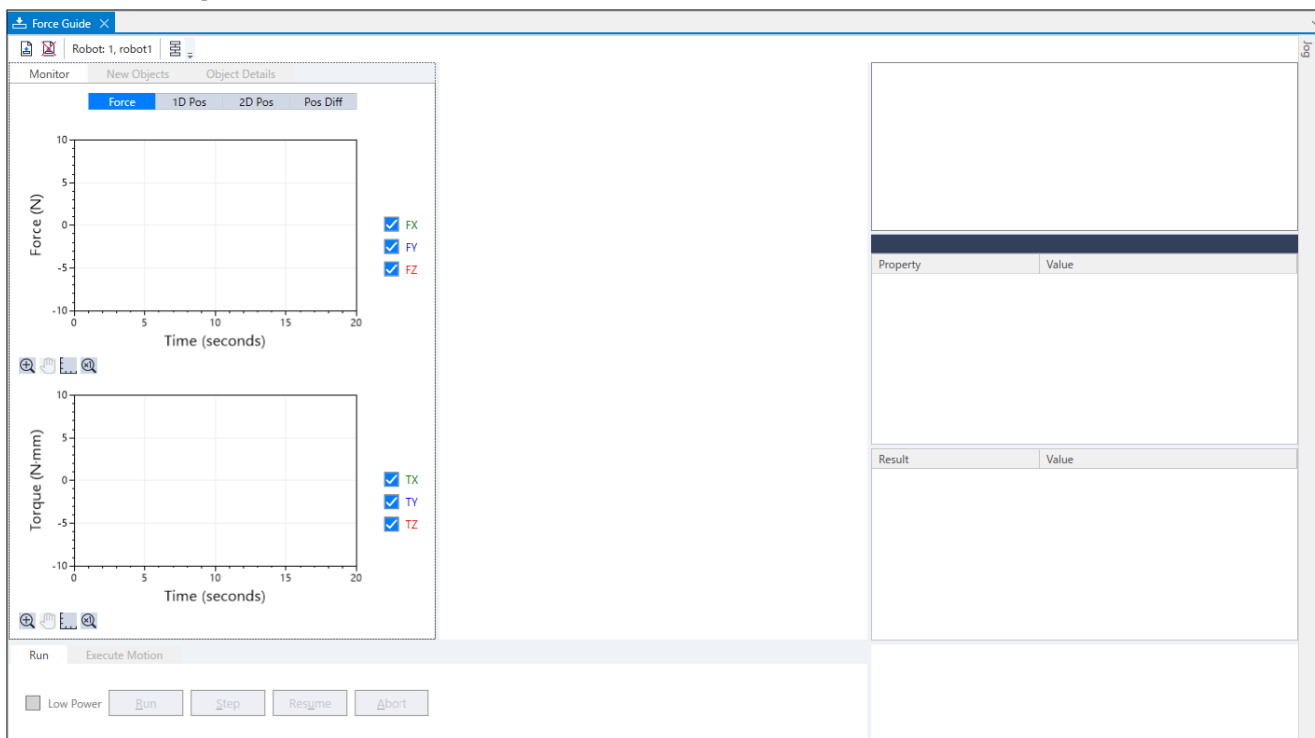 Force Guide
Jog
Robot: 1, robot1
Monitor New Objects Object Details
Force 1D Pos 2D Pos Pos Diff
10
5
0
-5
-10
Force (N)
0 5 10 15 20
Time (seconds)
FX
FY
FZ
x1
10
5
0
-5
-10
Torque (N·mm)
0 5 10 15 20
Time (seconds)
TX
TY
TZ
x1
Property Value
Result Value
Run Execute Motion
Low Power Run Step Resume Abort